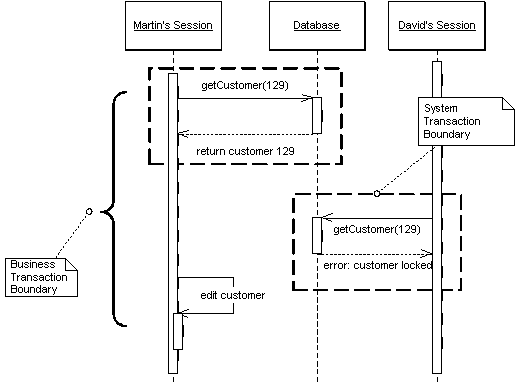 Martin's Session
Database
David's Session
getCustomer(129)
return customer 129
System
Transaction
Boundary
getCustomer(129)
error: customer locked
Business
Transaction
Boundary
edit customer